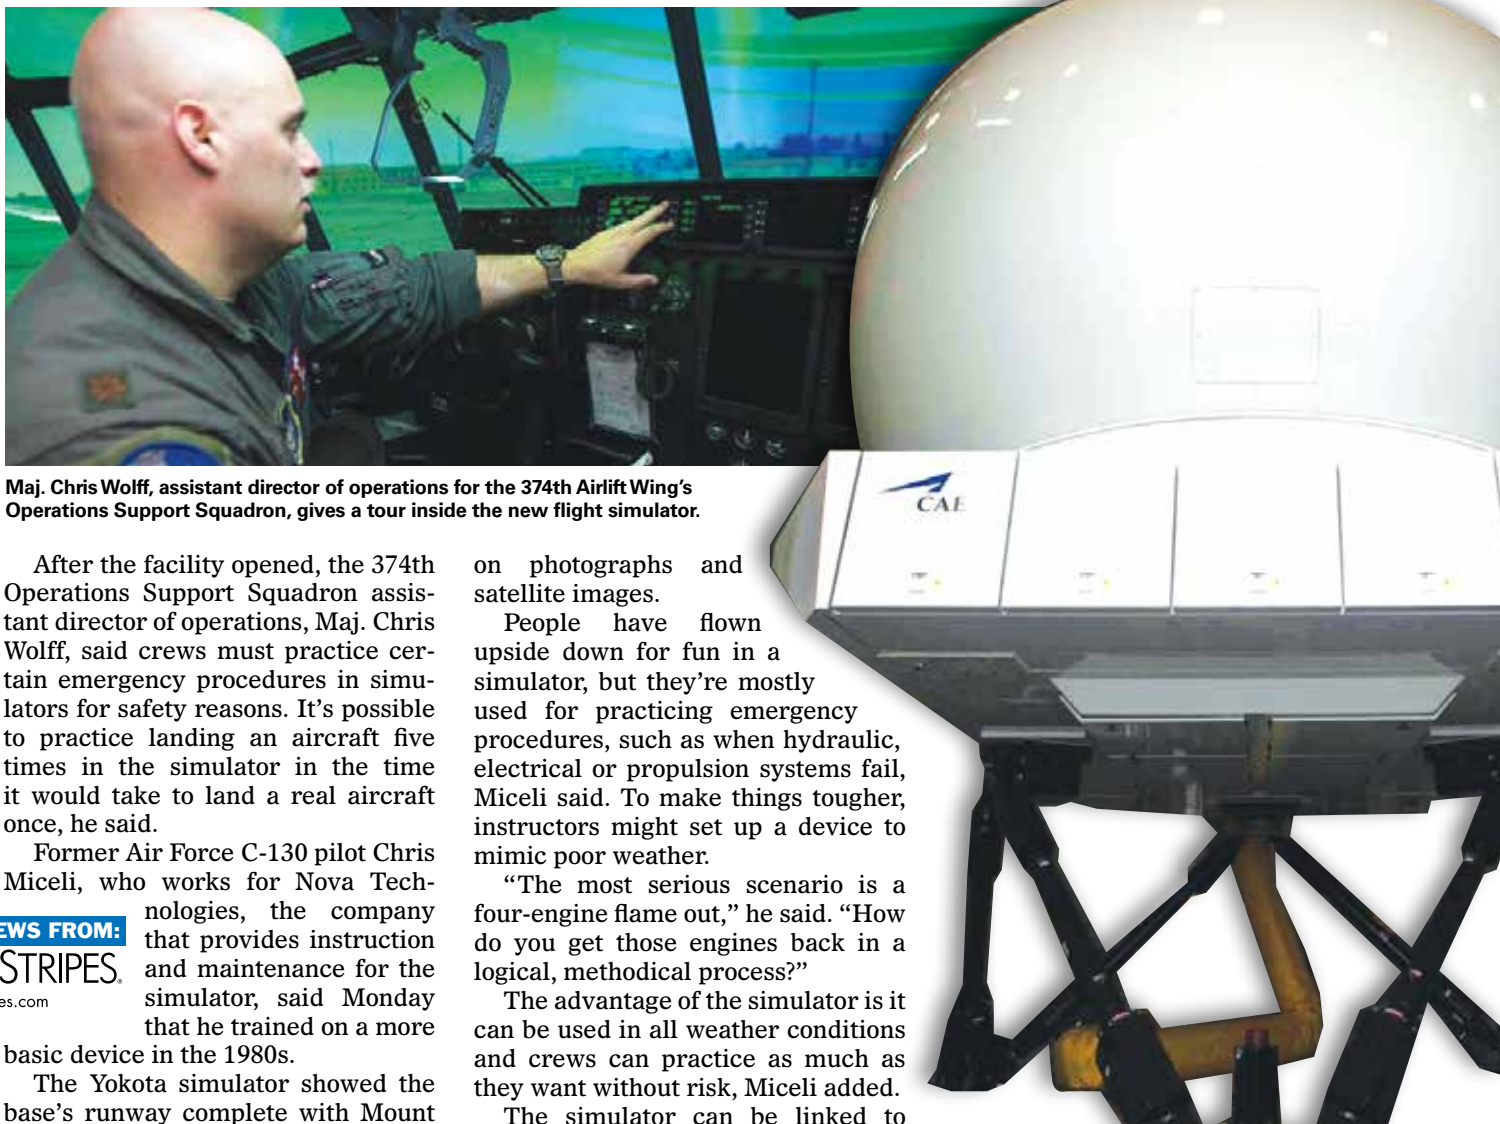 CAE
Maj. Chris Wolff, assistant director of operations for the 374th Airlift Wing's
Operations Support Squadron, gives a tour inside the new flight simulator.
After the facility opened, the 374th
Operations Support Squadron assis-
tant director of operations, Maj. Chris
Wolff, said crews must practice cer-
tain emergency procedures in simu-
lators for safety reasons. It's possible
to practice landing an aircraft five
times in the simulator in the time
it would take to land a real aircraft
once, he said.
Former Air Force C-130 pilot Chris
Miceli, who works for Nova Tech-
nologies, the company
that provides instruction
and maintenance for the
simulator, said Monday
that he trained on a more
basic device in the 1980s.
The Yokota simulator showed the
base's runway complete with Mount
EWS FROM:
STRIPES.
es.com
on photographs and
satellite images.
People have flown
upside down for fun in a
simulator, but they're mostly
used for practicing emergency
procedures, such as when hydraulic,
electrical or propulsion systems fail,
Miceli said. To make things tougher,
instructors might set up a device to
mimic poor weather.
“The most serious scenario is a
four-engine flame out,” he said. “How
do you get those engines back in a
logical, methodical process?”
The advantage of the simulator is it
can be used in all weather conditions
and crews can practice as much as
they want without risk, Miceli added.
The simulator can be linked to